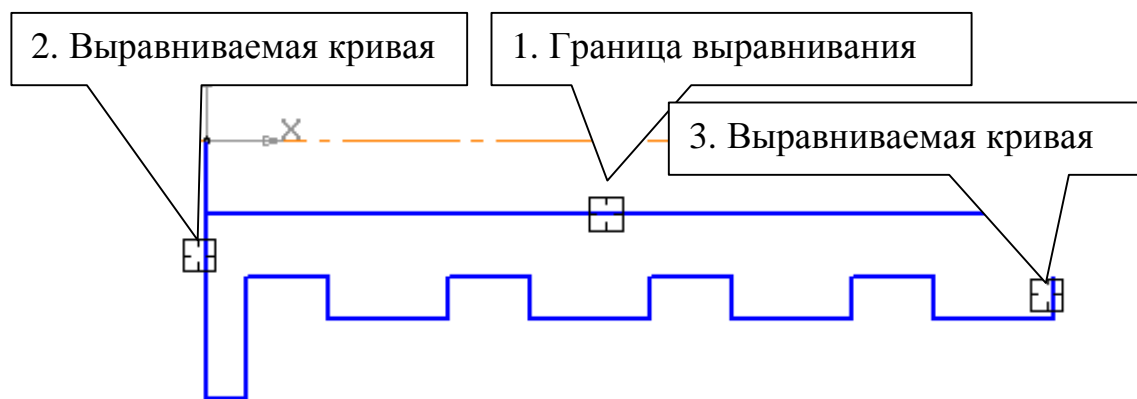 2. Выравниваемая кривая
1. Граница выравнивания
3. Выравниваемая кривая
X